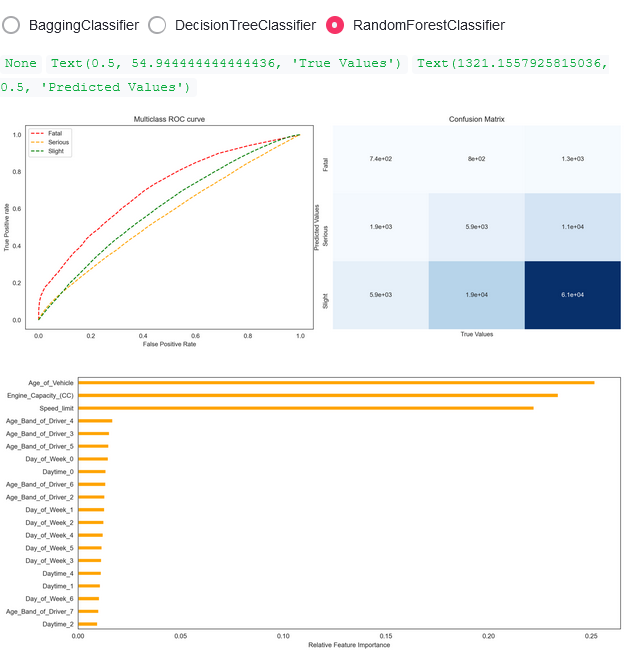 BaggingClassifier DecisionTreeClassifier RandomForestClassifier
None Text(0.5, 54.944444444444436, 'True Values') Text(1321.1557925815036,
0.5, 'Predicted Values')
Multiclass ROC curve
Fatal
Serious
Slight
1.0
0.8
0.6
0.4
0.2
0.0
True Positive rate
0.0 0.2 0.4 0.6 0.8 1.0
False Positive Rate
Confusion Matrix
Predicted Values
Fatal 7.4e+02 8e+02 1.3e+03
Serious 1.9e+03 5.9e+03 1.1e+04
Slight 5.9e+03 1.9e+04 6.1e+04
True Values
Age_of_Vehicle
Engine_Capacity_(CC)
Speed_limit
Age_Band_of_Driver_4
Age_Band_of_Driver_3
Age_Band_of_Driver_5
Day_of_Week_0
Daytime_0
Age_Band_of_Driver_6
Age_Band_of_Driver_2
Day_of_Week_1
Day_of_Week_2
Day_of_Week_4
Day_of_Week_5
Day_of_Week_3
Daytime_4
Daytime_1
Day_of_Week_6
Age_Band_of_Driver_7
Daytime_2
0.00 0.05 0.10 0.15 0.20 0.25
Relative Feature Importance